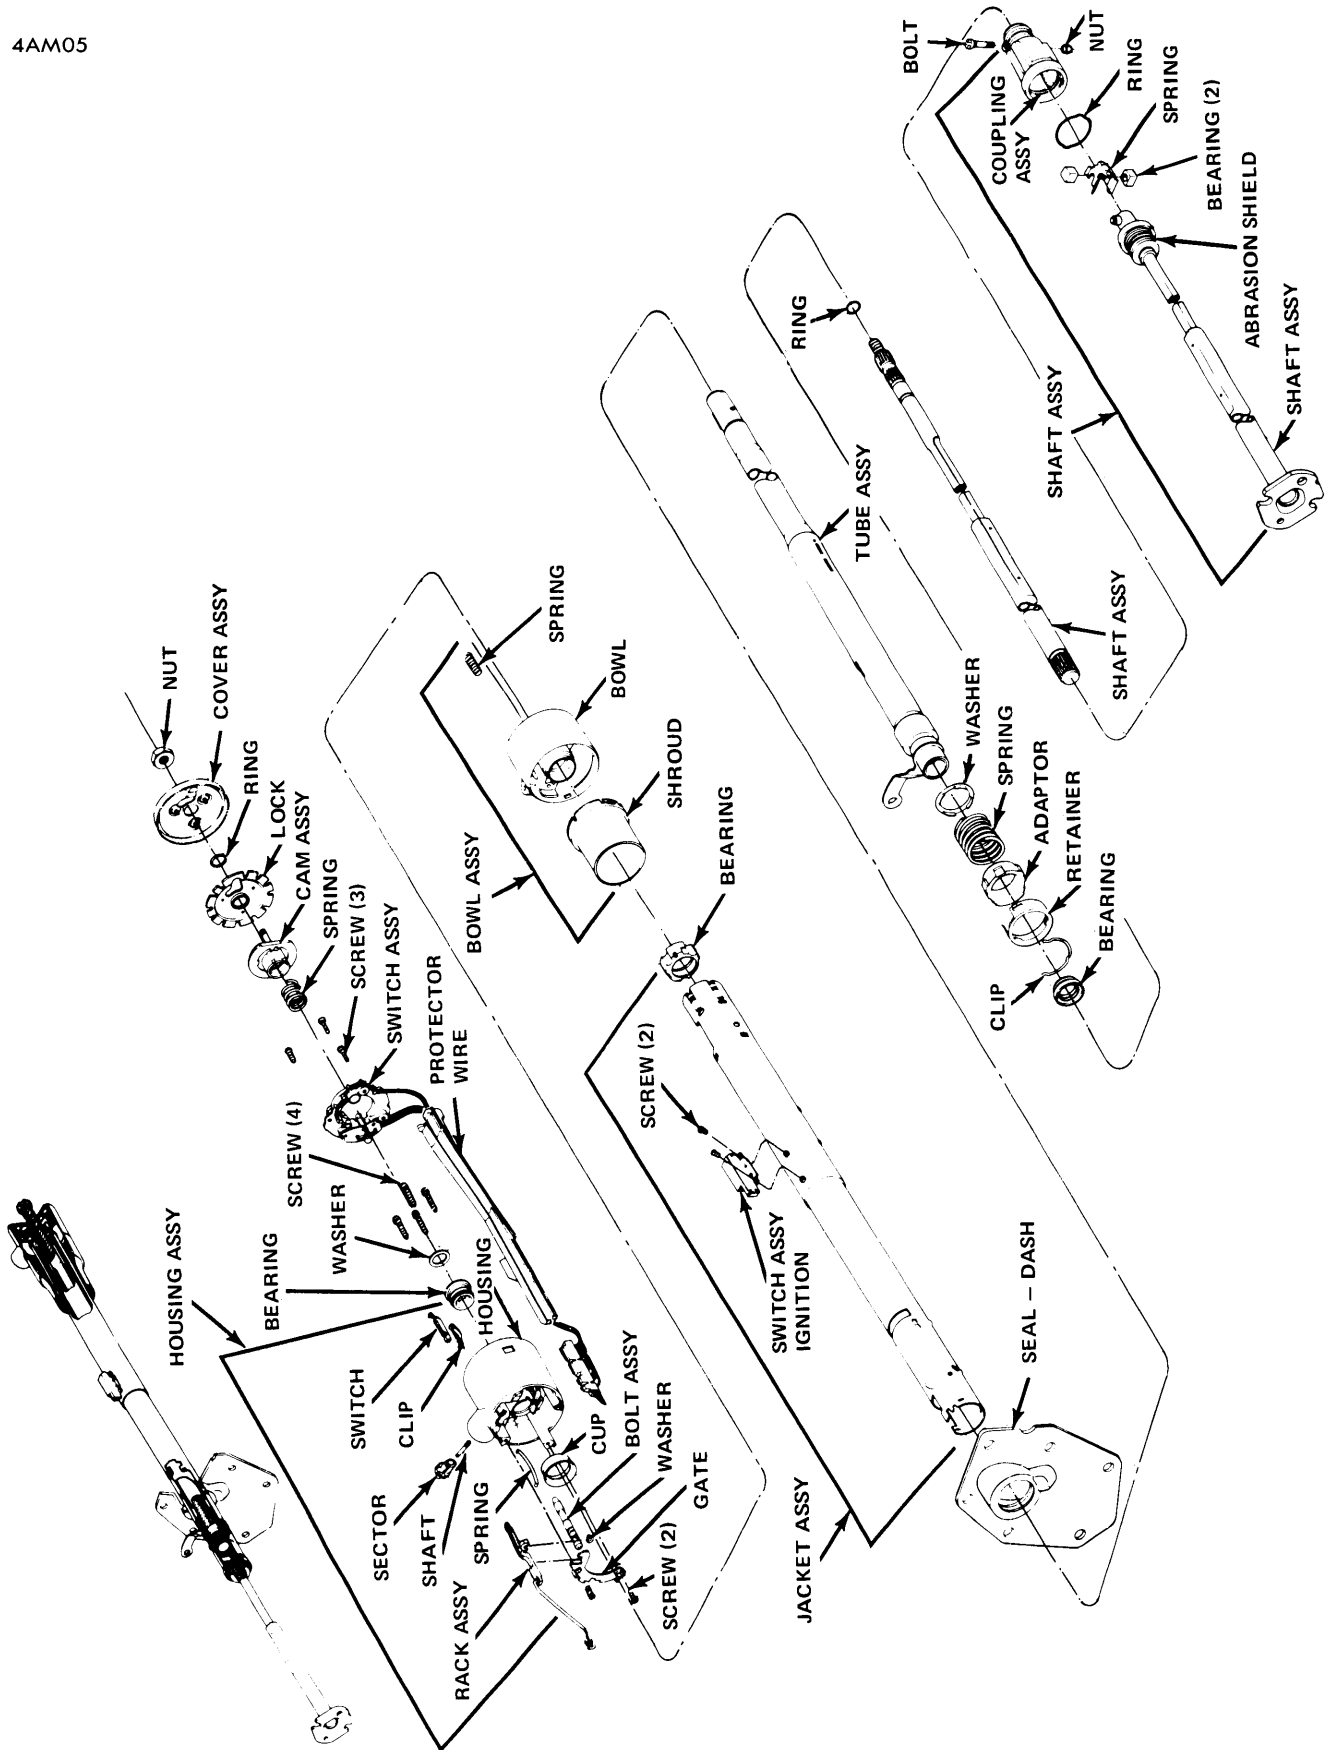 4AM05
NUT
COVER ASSY
RING
LOCK
CAM ASSY
SPRING
SCREW (3)
SWITCH ASSY
PROTECTOR
WIRE
SCREW (4)
WASHER
BEARING
HOUSING ASSY
HOUSING
SWITCH
CLIP
SECTOR
SHAFT
SPRING
RACK ASSY
CUP
BOLT ASSY
WASHER
GATE
SCREW (2)
SPRING
BOWL
SHROUD
BOWL ASSY
BEARING
SCREW (2)
SWITCH ASSY
IGNITION
JACKET ASSY
SEAL – DASH
TUBE ASSY
WASHER
SPRING
ADAPTOR
RETAINER
BEARING
CLIP
RING
SHAFT ASSY
SHAFT ASSY
BOLT
NUT
COUPLING
ASSY
RING
SPRING
BEARING (2)
ABRASION SHIELD
SHAFT ASSY